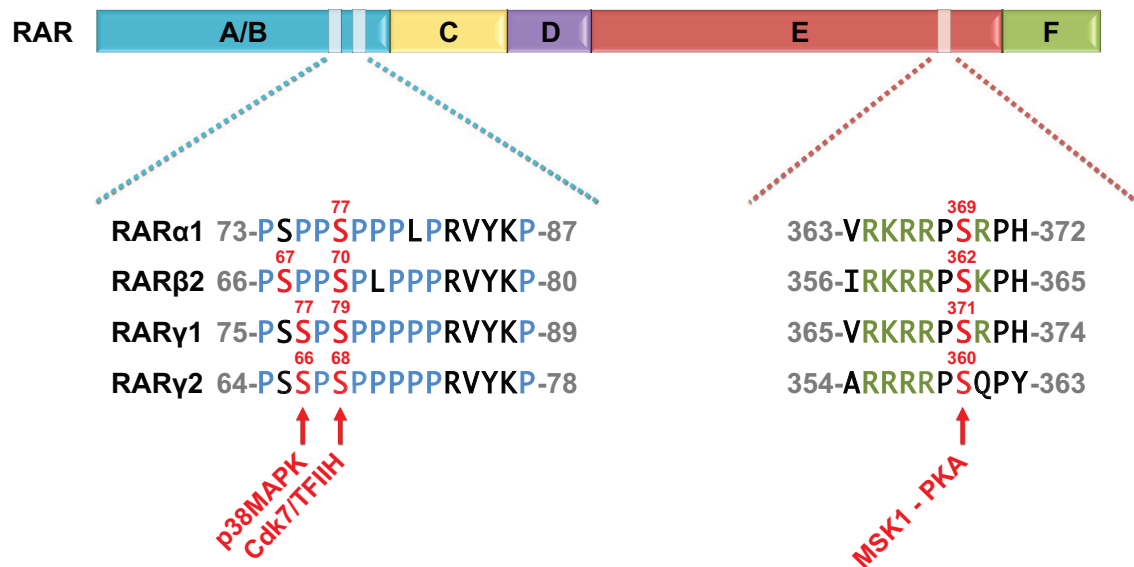 RAR A/B C D E F
77 369
RARα1 73-PSPPSPPPLPRVYKP-87 363-VRKRRPSRPH-372
67 70 362
RARβ2 66-PSPPSPLPPPRVYKP-80 356-IRKRRPSKPH-365
77 79 371
RARγ1 75-PSSPSPPPPPRVYKP-89 365-VRKRRPSRPH-374
66 68 360
RARγ2 64-PSSPSPPPPPRVYKP-78 354-ARRRRPSQPY-363
p38MAPK
Cdk7/TFIIH
MSK1 - PKA